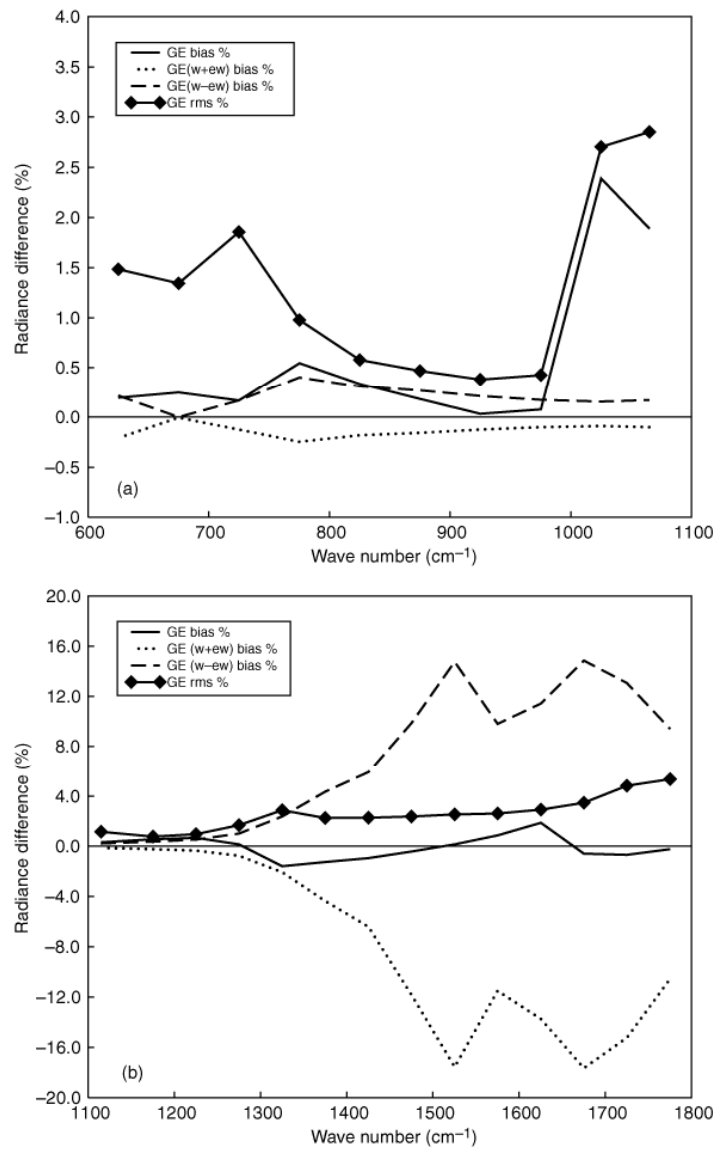 4.0
3.5
3.0
2.5
2.0
1.5
1.0
0.5
0.0
−0.5
−1.0
Radiance difference (%)
GE bias %
GE(w+ew) bias %
GE(w−ew) bias %
GE rms %
(a)
600 700 800 900 1000 1100
Wave number (cm⁻¹)
20.0
16.0
12.0
8.0
4.0
0.0
−4.0
−8.0
−12.0
−16.0
−20.0
Radiance difference (%)
GE bias %
GE (w+ew) bias %
GE (w−ew) bias %
GE rms %
(b)
1100 1200 1300 1400 1500 1600 1700 1800
Wave number (cm⁻¹)